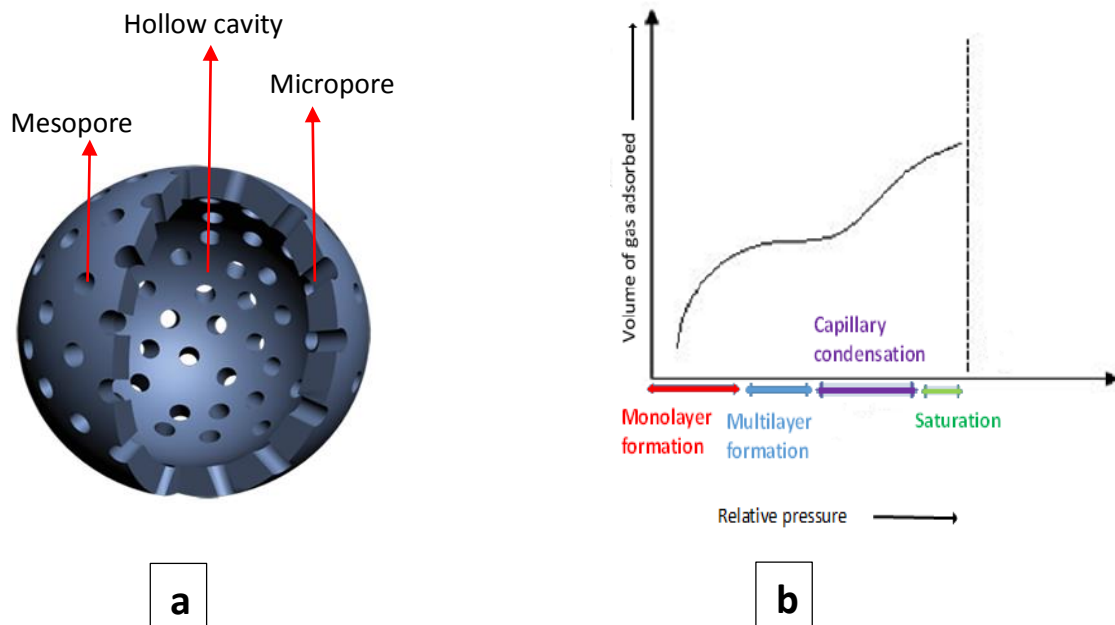 Hollow cavity
Micropore
Mesopore
a
Volume of gas adsorbed
Capillary
condensation
Monolayer
formation
Multilayer
formation
Saturation
Relative pressure
b